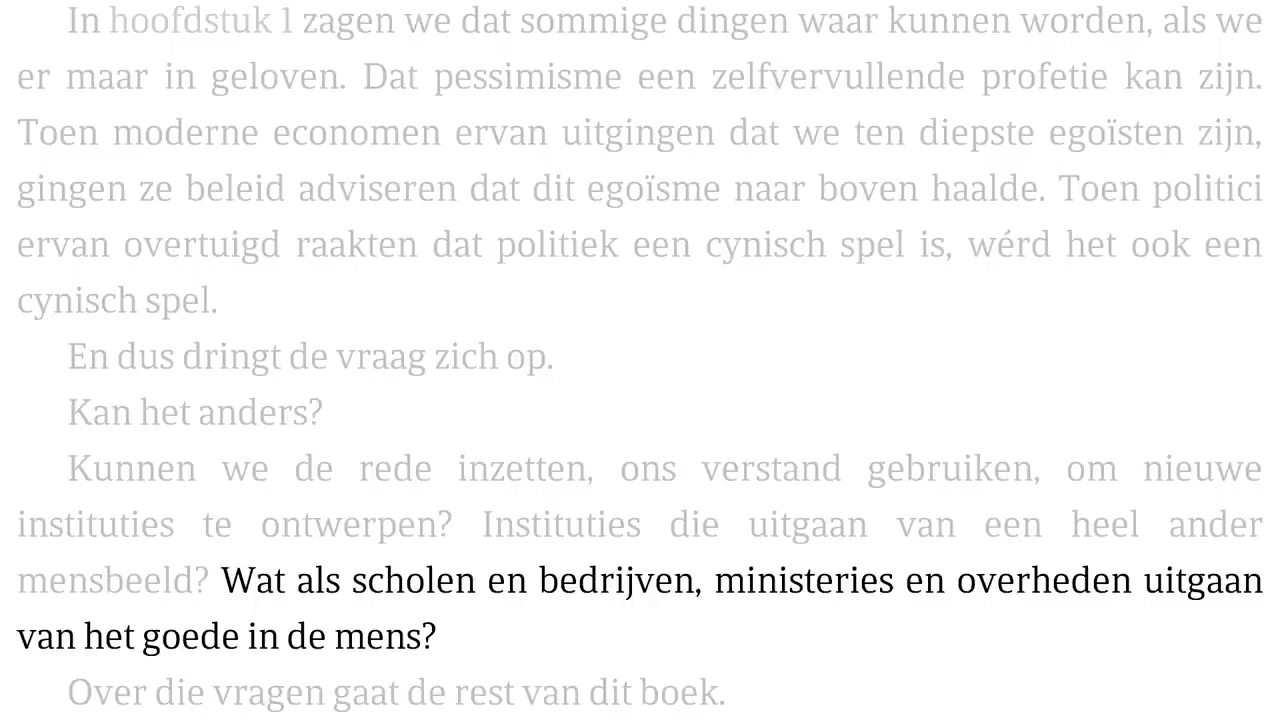 In hoofdstuk 1 zagen we dat sommige dingen waar kunnen worden, als we
er maar in geloven. Dat pessimisme een zelfvervullende profetie kan zijn.
Toen moderne economen ervan uitgingen dat we ten diepste egoïsten zijn,
gingen ze beleid adviseren dat dit egoïsme naar boven haalde. Toen politici
ervan overtuigd raakten dat politiek een cynisch spel is, wérd het ook een
cynisch spel.
En dus dringt de vraag zich op.
Kan het anders?
Kunnen we de rede inzetten, ons verstand gebruiken, om nieuwe
instituties te ontwerpen? Instituties die uitgaan van een heel ander
mensbeeld? Wat als scholen en bedrijven, ministeries en overheden uitgaan
van het goede in de mens?
Over die vragen gaat de rest van dit boek.